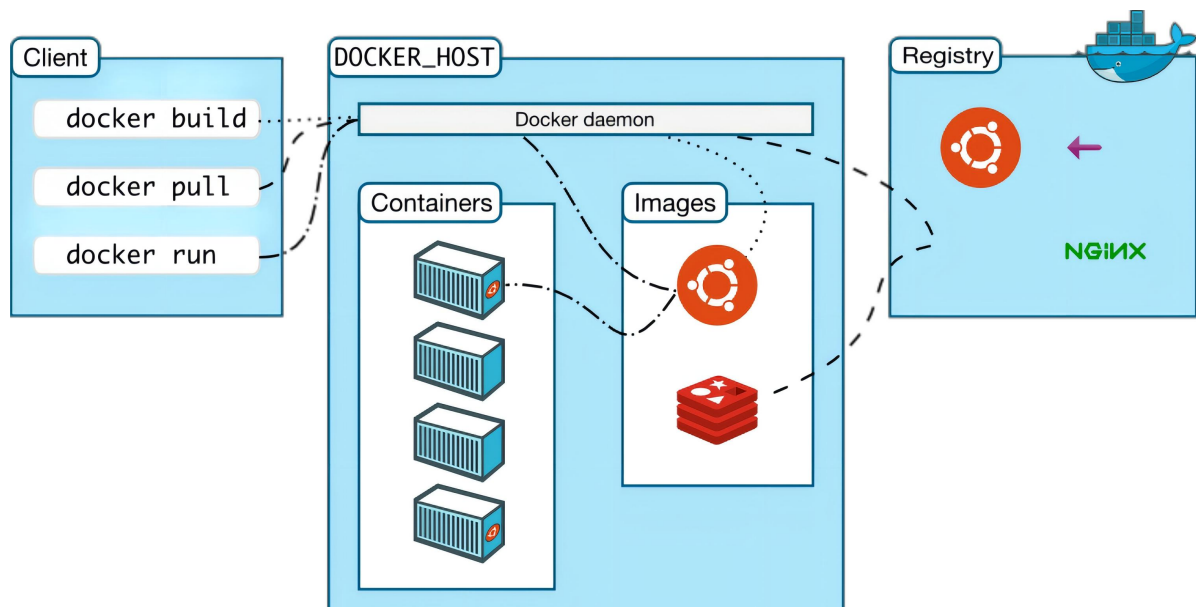 Client
docker build
docker pull
docker run
DOCKER_HOST
Docker daemon
Containers
Images
Registry
NGiNX